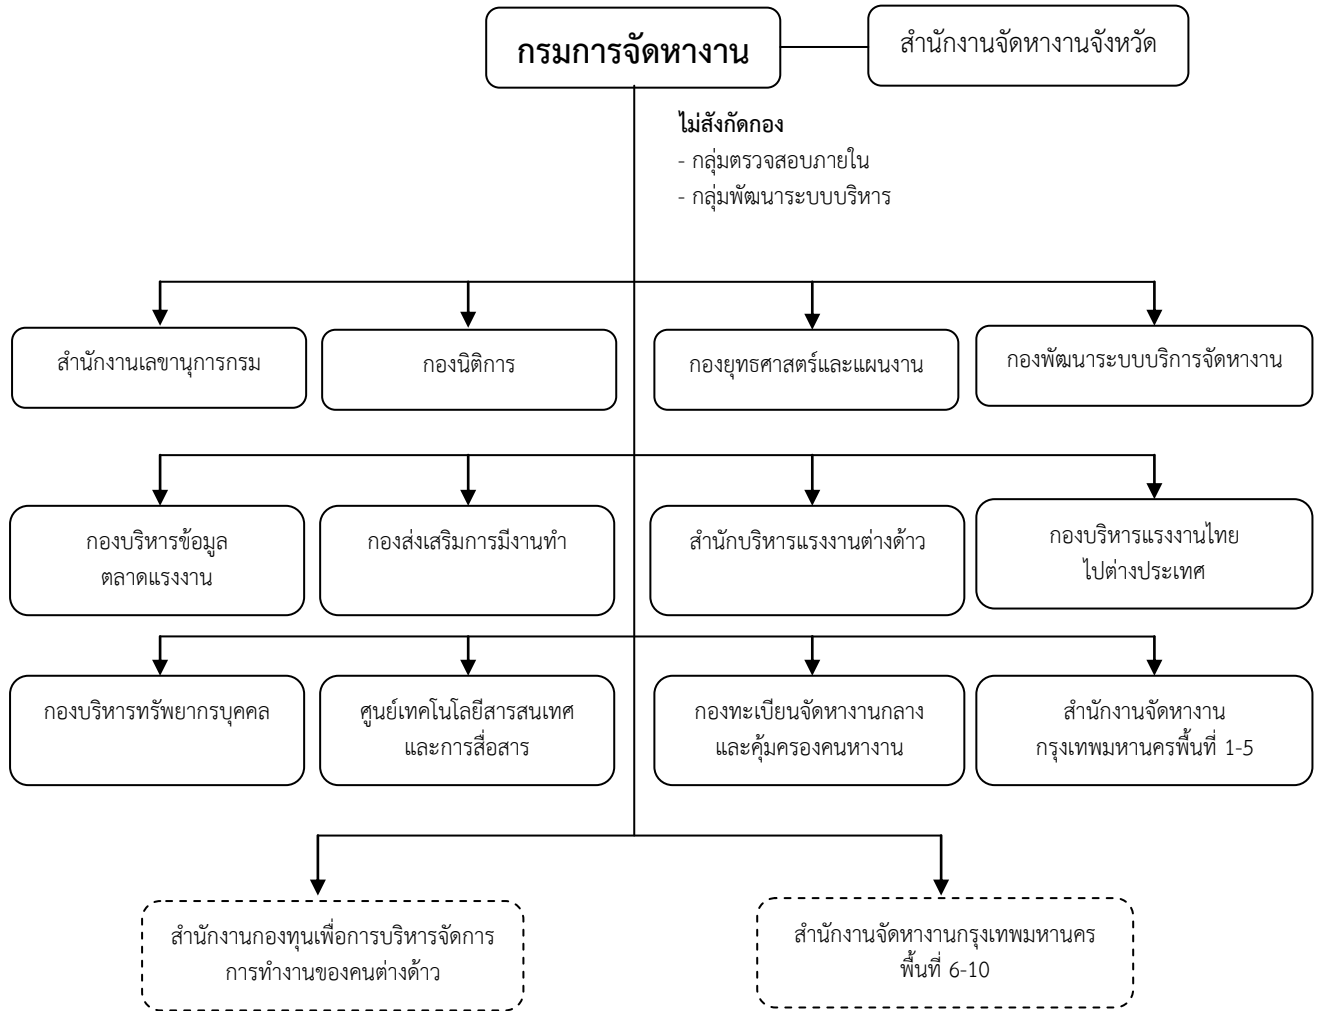 กรมการจัดหางาน
สำนักงานจัดหางานจังหวัด
ไม่สังกัดกอง
- กลุ่มตรวจสอบภายใน
- กลุ่มพัฒนาระบบบริหาร
สำนักงานเลขานุการกรม
กองนิติการ
กองยุทธศาสตร์และแผนงาน
กองพัฒนาระบบบริการจัดหางาน
กองบริหารข้อมูล
ตลาดแรงงาน
กองส่งเสริมการมีงานทำ
สำนักบริหารแรงงานต่างด้าว
กองบริหารแรงงานไทย
ไปต่างประเทศ
กองบริหารทรัพยากรบุคคล
ศูนย์เทคโนโลยีสารสนเทศ
และการสื่อสาร
กองทะเบียนจัดหางานกลาง
และคุ้มครองคนหางาน
สำนักงานจัดหางาน
กรุงเทพมหานครพื้นที่ 1-5
สำนักงานกองทุนเพื่อการบริหารจัดการ
การทำงานของคนต่างด้าว
สำนักงานจัดหางานกรุงเทพมหานคร
พื้นที่ 6-10